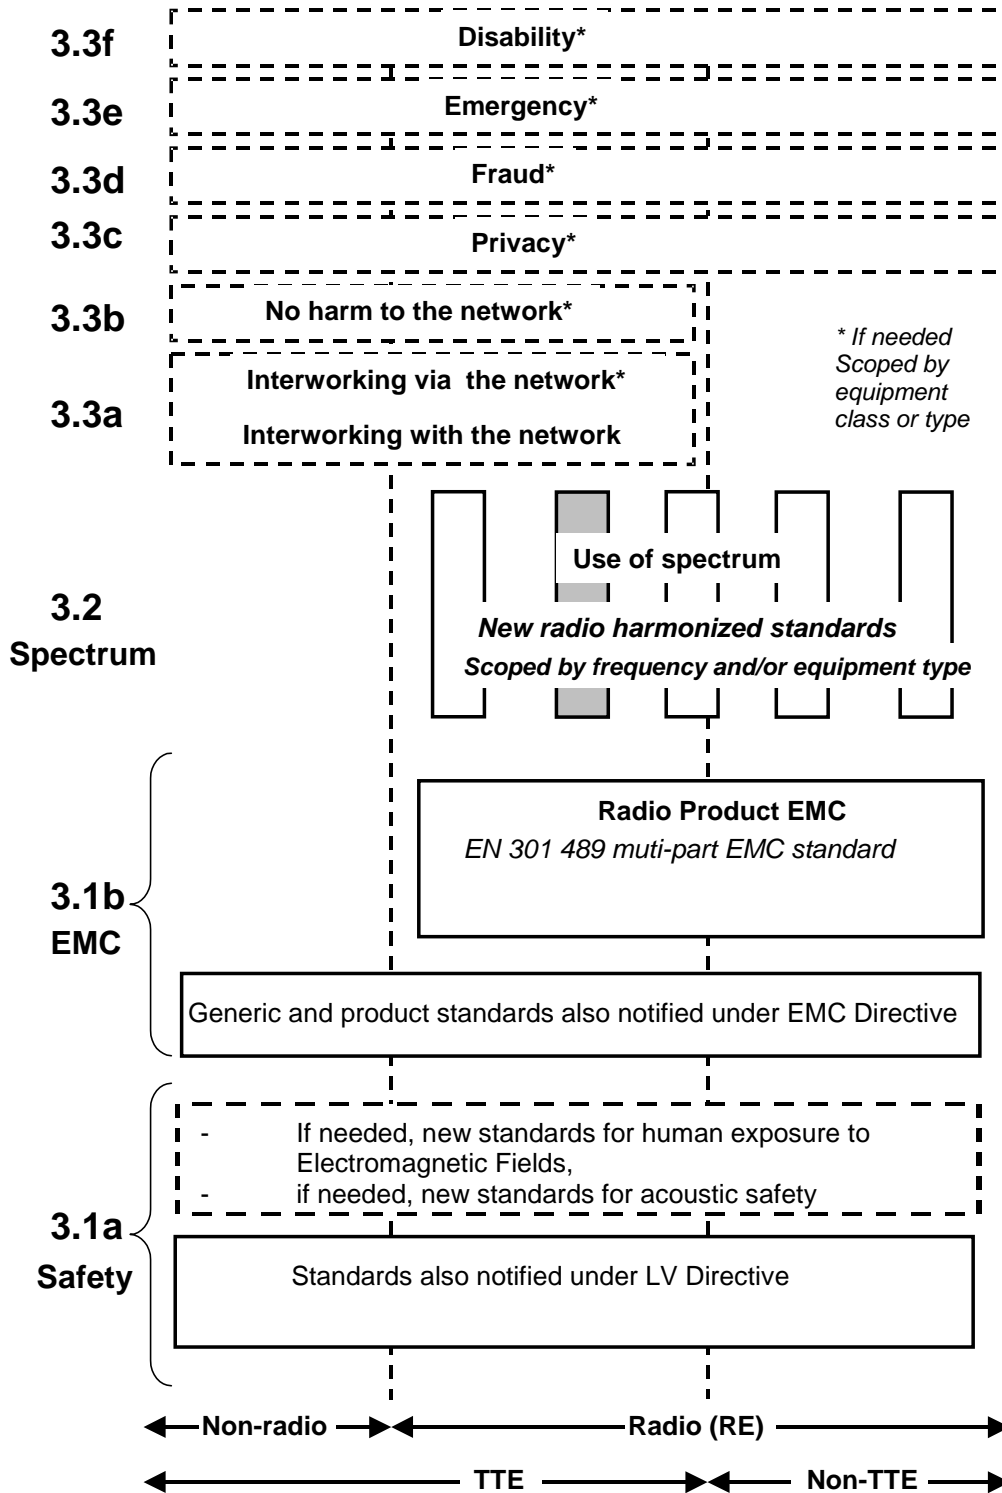 3.3f
Disability*
3.3e
Emergency*
3.3d
Fraud*
3.3c
Privacy*
3.3b
No harm to the network*
* If needed
Scoped by
equipment
class or type
3.3a
Interworking via the network*
Interworking with the network
3.2
Spectrum
Use of spectrum
New radio harmonized standards
Scoped by frequency and/or equipment type
3.1b
EMC
Radio Product EMC
EN 301 489 muti-part EMC standard
Generic and product standards also notified under EMC Directive
3.1a
Safety
- If needed, new standards for human exposure to
Electromagnetic Fields,
- if needed, new standards for acoustic safety
Standards also notified under LV Directive
Non-radio
Radio (RE)
TTE
Non-TTE